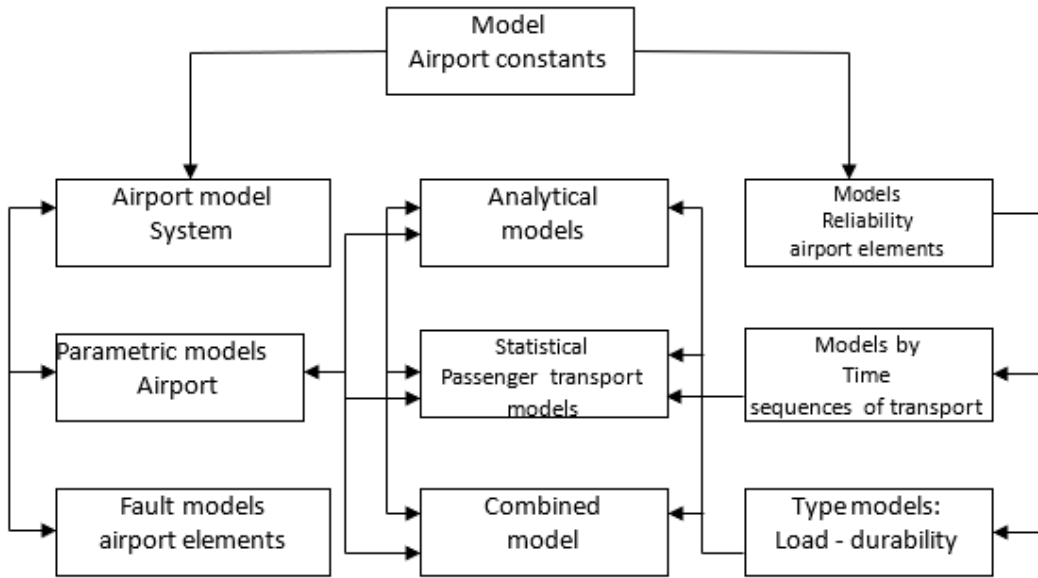 Model
Airport constants
Airport model
System
Analytical
models
Models
Reliability
airport elements
Parametric models
Airport
Statistical
Passenger transport
models
Models by
Time
sequences of transport
Fault models
airport elements
Combined
model
Type models:
Load - durability